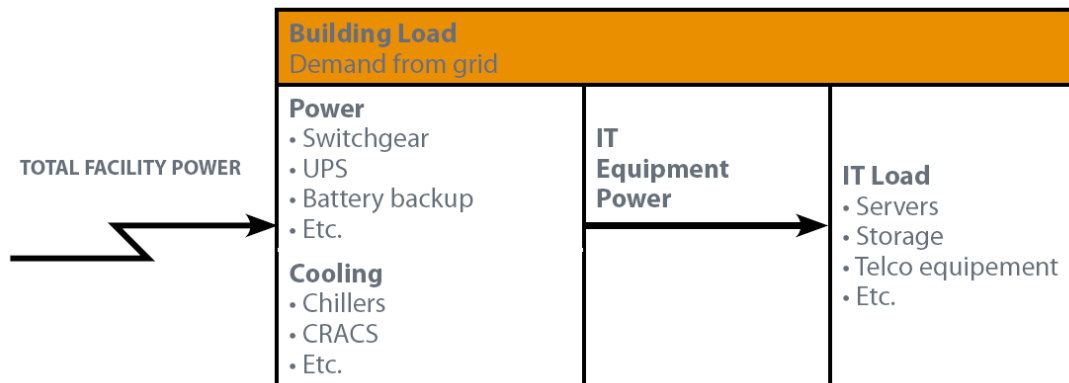 Building Load
Demand from grid
TOTAL FACILITY POWER
Power
• Switchgear
• UPS
• Battery backup
• Etc.
Cooling
• Chillers
• CRACS
• Etc.
IT
Equipment
Power
IT Load
• Servers
• Storage
• Telco equipement
• Etc.